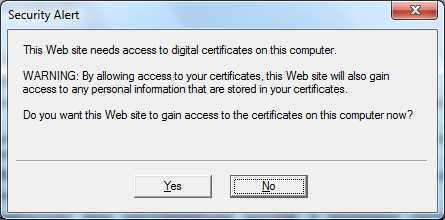 Security Alert
This Web site needs access to digital certificates on this computer.
WARNING: By allowing access to your certificates, this Web site will also gain
access to any personal information that are stored in your certificates.
Do you want this Web site to gain access to the certificates on this computer now?
Yes
No